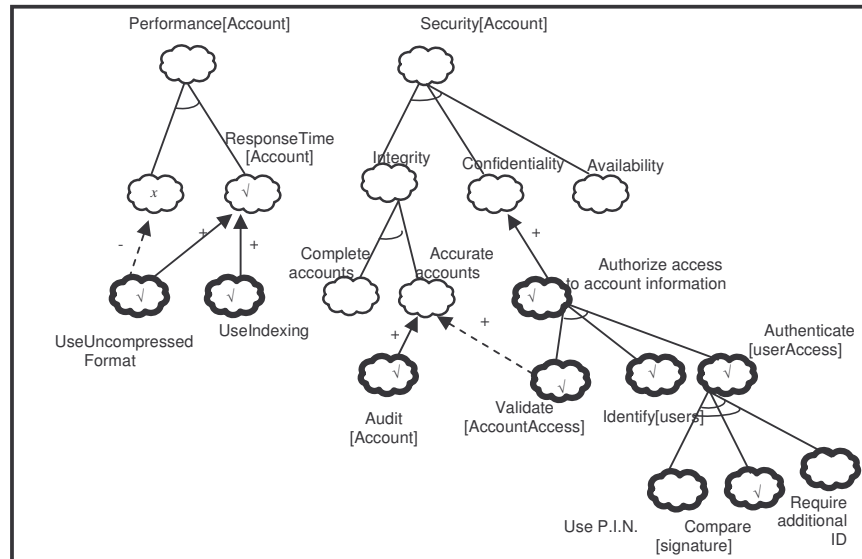 Performance[Account]
Security[Account]
ResponseTime
[Account]
Integrity
Confidentiality
Availability
x
√
-
+
+
+
Complete
accounts
Accurate
accounts
Authorize access
to account information
√
√
√
UseUncompressed
Format
UseIndexing
+
+
Authenticate
[userAccess]
√
√
√
√
Audit
[Account]
Validate
[AccountAccess]
Identify[users]
√
Use P.I.N.
Compare
[signature]
Require
additional
ID